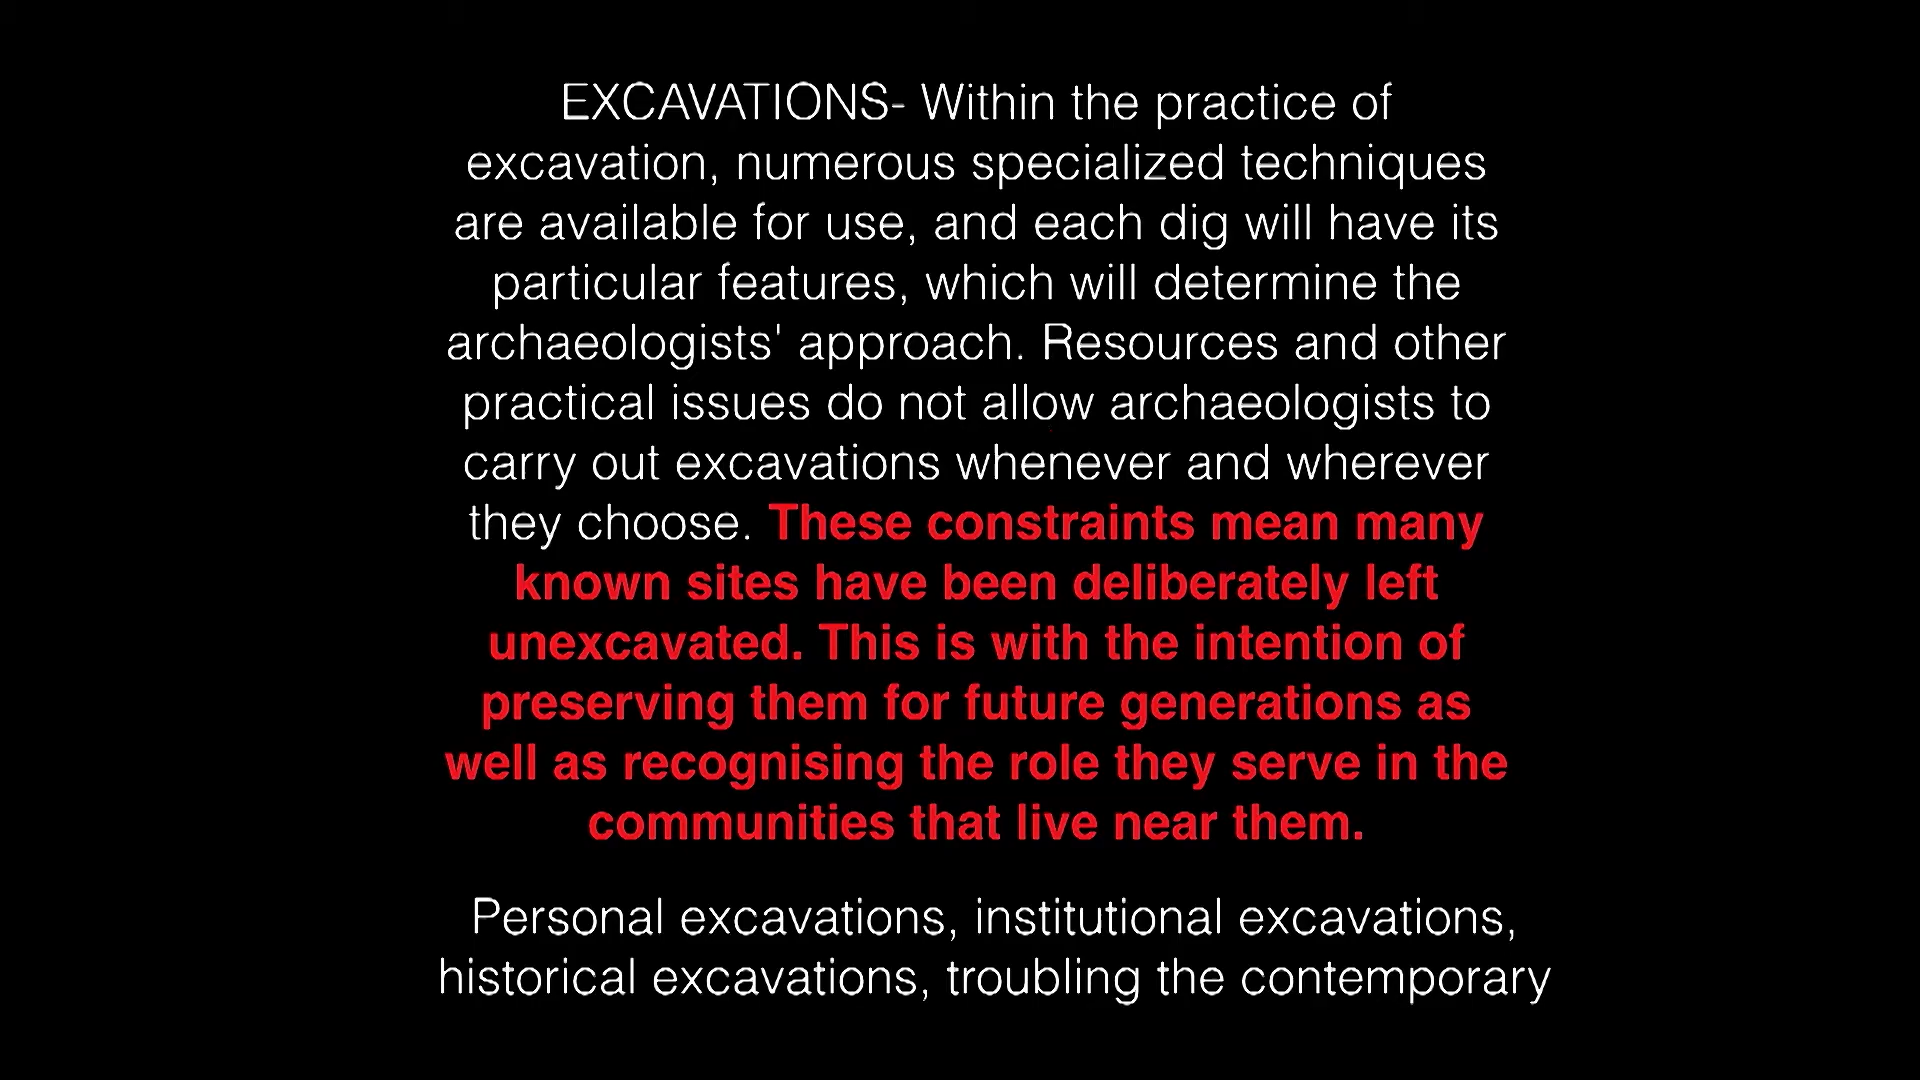 EXCAVATIONS- Within the practice of
excavation, numerous specialized techniques
are available for use, and each dig will have its
particular features, which will determine the
archaeologists' approach. Resources and other
practical issues do not allow archaeologists to
carry out excavations whenever and wherever
they choose. These constraints mean many
known sites have been deliberately left
unexcavated. This is with the intention of
preserving them for future generations as
well as recognising the role they serve in the
communities that live near them.
Personal excavations, institutional excavations,
historical excavations, troubling the contemporary